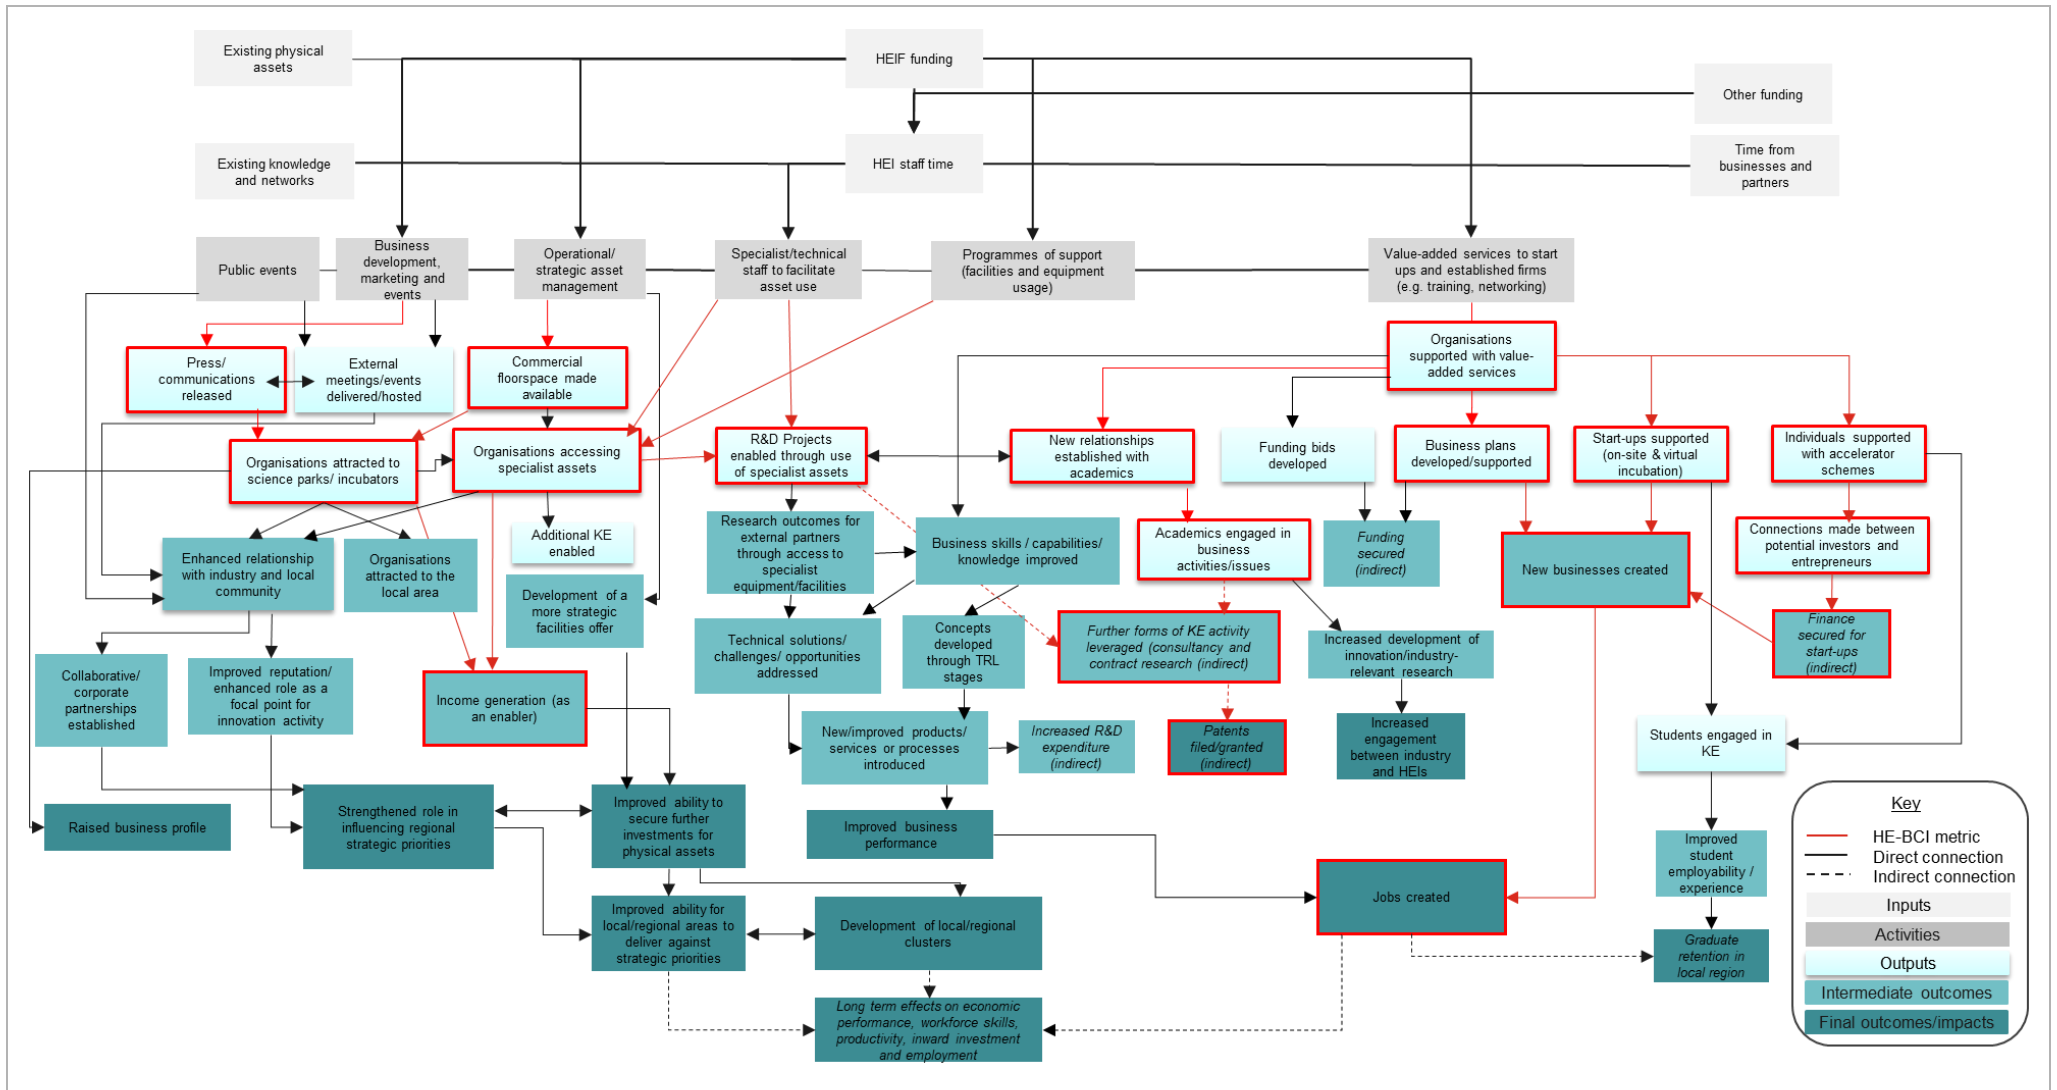 Existing physical
assets
HEIF funding
Other funding
Existing knowledge
and networks
HEI staff time
Time from
businesses and
partners
Public events
Business
development,
marketing and
events
Operational/
strategic asset
management
Specialist/technical
staff to facilitate
asset use
Programmes of support
(facilities and equipment
usage)
Value-added services to start
ups and established firms
(e.g. training, networking)
Press/
communications
released
External
meetings/events
delivered/hosted
Commercial
floorspace made
available
Organisations
supported with value-
added services
Organisations attracted to
science parks/ incubators
Organisations accessing
specialist assets
R&D Projects
enabled through use
of specialist assets
New relationships
established with
academics
Funding bids
developed
Business plans
developed/supported
Start-ups supported
(on-site & virtual
incubation)
Individuals supported
with accelerator
schemes
Additional KE
enabled
Enhanced relationship
with industry and local
community
Organisations
attracted to the
local area
Research outcomes for
external partners
through access to
specialist
equipment/facilities
Business skills / capabilities/
knowledge improved
Academics engaged in
business
activities/issues
Funding
secured
(indirect)
New businesses created
Connections made between
potential investors and
entrepreneurs
Development of a
more strategic
facilities offer
Technical solutions/
challenges/ opportunities
addressed
Concepts
developed
through TRL
stages
Further forms of KE activity
leveraged (consultancy and
contract research (indirect)
Increased development of
innovation/industry-
relevant research
Finance
secured for
start-ups
(indirect)
Collaborative/
corporate
partnerships
established
Improved reputation/
enhanced role as a
focal point for
innovation activity
Income generation (as
an enabler)
New/improved products/
services or processes
introduced
Increased R&D
expenditure
(indirect)
Patents
filed/granted
(indirect)
Increased
engagement
between industry
and HEIs
Students engaged in
KE
Raised business profile
Strengthened role in
influencing regional
strategic priorities
Improved ability to
secure further
investments for
physical assets
Improved business
performance
Improved
student
employability /
experience
Jobs created
Improved ability for
local/regional areas to
deliver against
strategic priorities
Development of local/regional
clusters
Graduate
retention in
local region
Long term effects on economic
performance, workforce skills,
productivity, inward investment
and employment
Key
HE-BCI metric
Direct connection
Indirect connection
Inputs
Activities
Outputs
Intermediate outcomes
Final outcomes/impacts